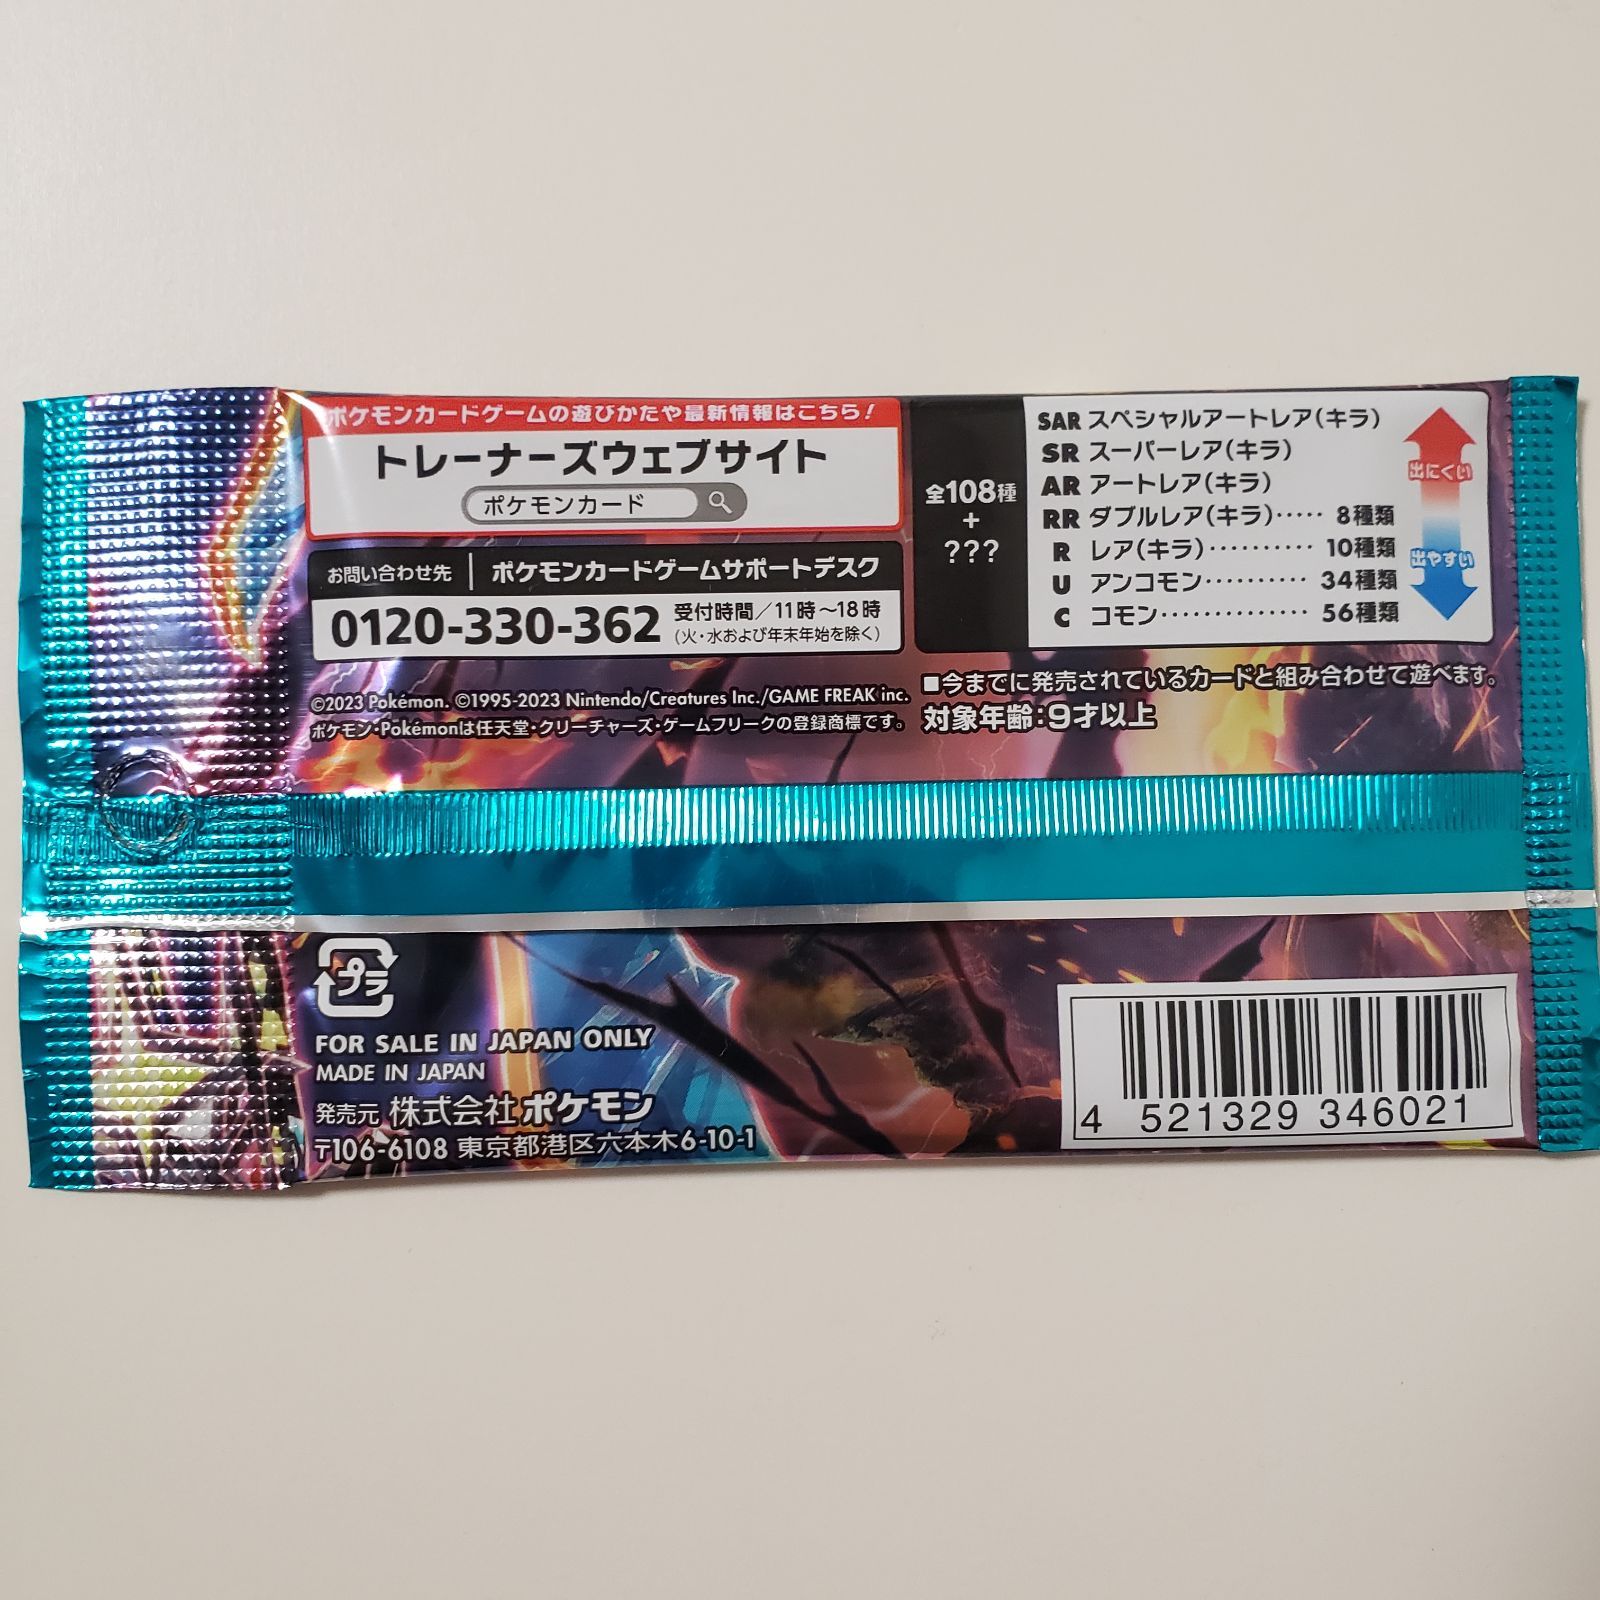 ポケモンカードゲームの遊びかたや最新情報はこちら!
トレーナーズウェブサイト
ポケモンカード
お問い合わせ先 ポケモンカードゲームサポートデスク
0120-330-362 受付時間/11時〜18時
(火・水および年末年始を除く)
©2023 Pokémon. ©1995-2023 Nintendo/Creatures Inc./GAME FREAK inc.
ポケモン・Pokémonは任天堂・クリーチャーズ・ゲームフリークの登録商標です。
全108種
+
???
SAR スペシャルアートレア(キラ)
SR スーパーレア(キラ)
AR アートレア(キラ)
RR ダブルレア(キラ)····· 8種類
R レア(キラ)·········· 10種類
U アンコモン·········· 34種類
C コモン··············· 56種類
出にくい
出やすい
■今までに発売されているカードと組み合わせて遊べます。
対象年齢:9才以上
プラ
FOR SALE IN JAPAN ONLY
MADE IN JAPAN
発売元 株式会社ポケモン
〒106-6108 東京都港区六本木6-10-1
4 521329 346021